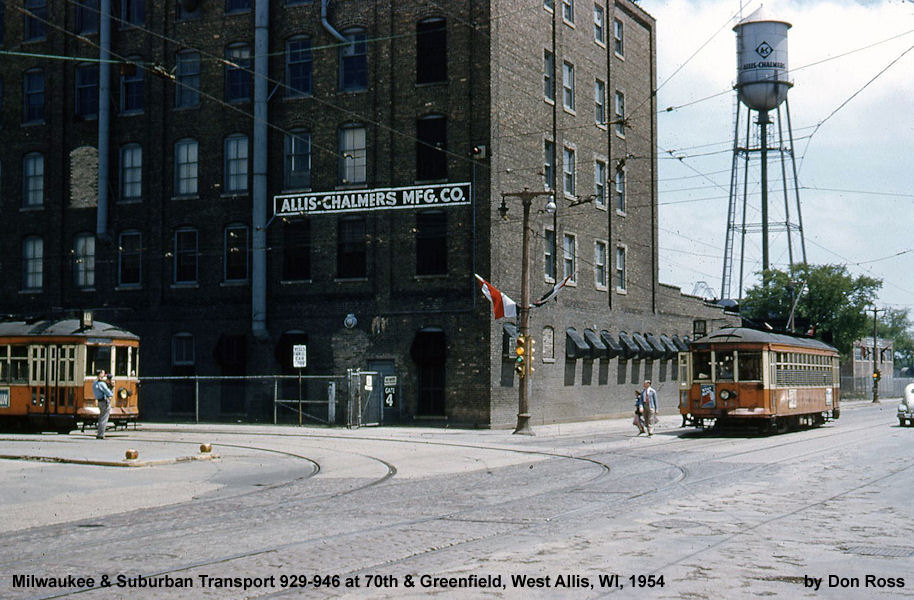 A-C
ALLIS-CHALMERS
ALLIS-CHALMERS MFG. CO.
GATE
4
Milwaukee & Suburban Transport 929-946 at 70th & Greenfield, West Allis, WI, 1954
by Don Ross